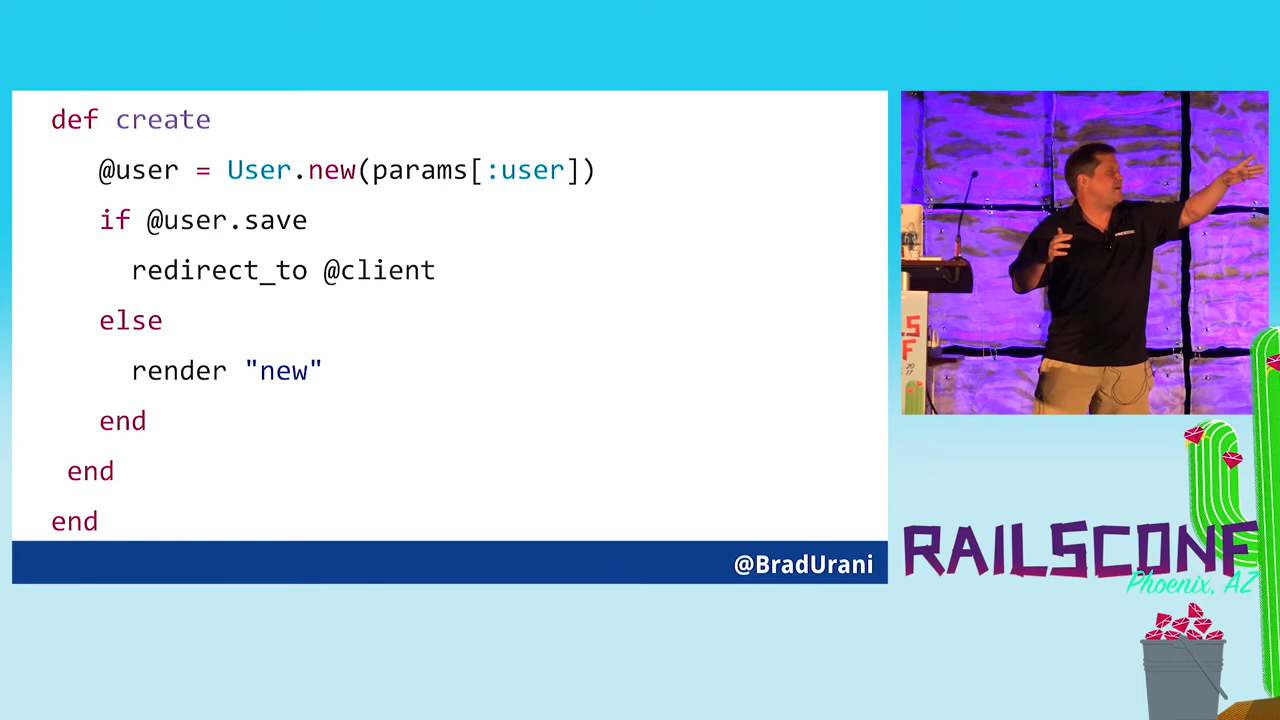 def create
@user = User.new(params[:user])
if @user.save
redirect_to @client
else
render "new"
end
end
end
@BradUrani
RAILSCONF
Phoenix, AZ